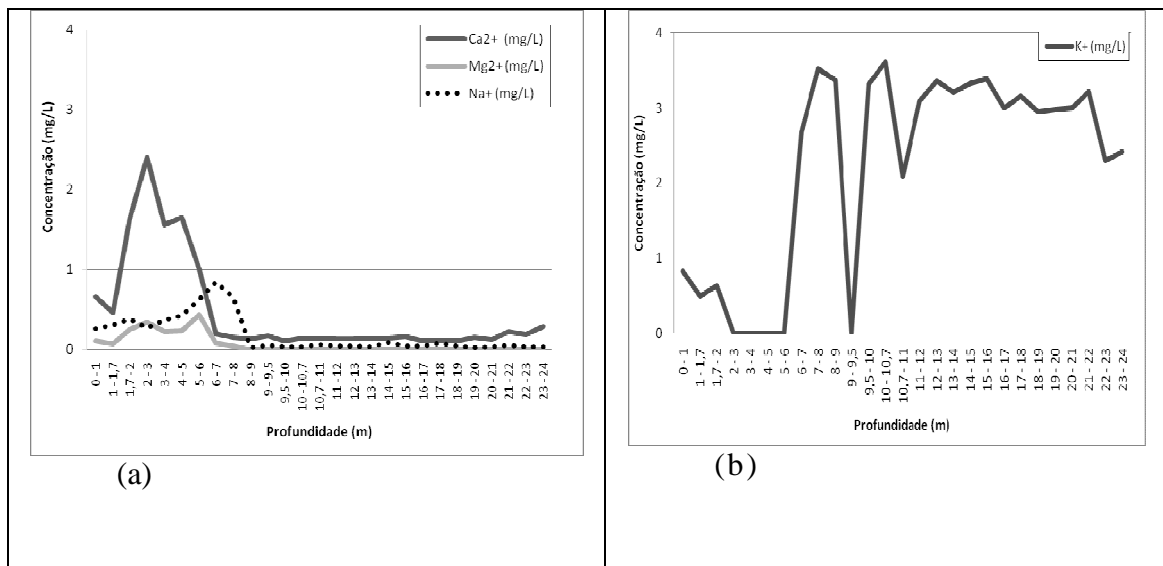 4
3
2
1
0
Concentração (mg/L)
Ca2+ (mg/L)
Mg2+ (mg/L)
Na+ (mg/L)
0 - 1
1 - 1,7
1,7 - 2
2 - 3
3 - 4
4 - 5
5 - 6
6 - 7
7 - 8
8 - 9
9 - 9,5
9,5 - 10
10 - 10,7
10,7 - 11
11 - 12
12 - 13
13 - 14
14 - 15
15 - 16
16 - 17
17 - 18
18 - 19
19 - 20
20 - 21
21 - 22
22 - 23
23 - 24
Profundidade (m)
(a)
4
3
2
1
0
Concentração (mg/L)
K+ (mg/L)
0 - 1
1 - 1,7
1,7 - 2
2 - 3
3 - 4
4 - 5
5 - 6
6 - 7
7 - 8
8 - 9
9 - 9,5
9,5 - 10
10 - 10,7
10,7 - 11
11 - 12
12 - 13
13 - 14
14 - 15
15 - 16
16 - 17
17 - 18
18 - 19
19 - 20
20 - 21
21 - 22
22 - 23
23 - 24
Profundidade (m)
(b)